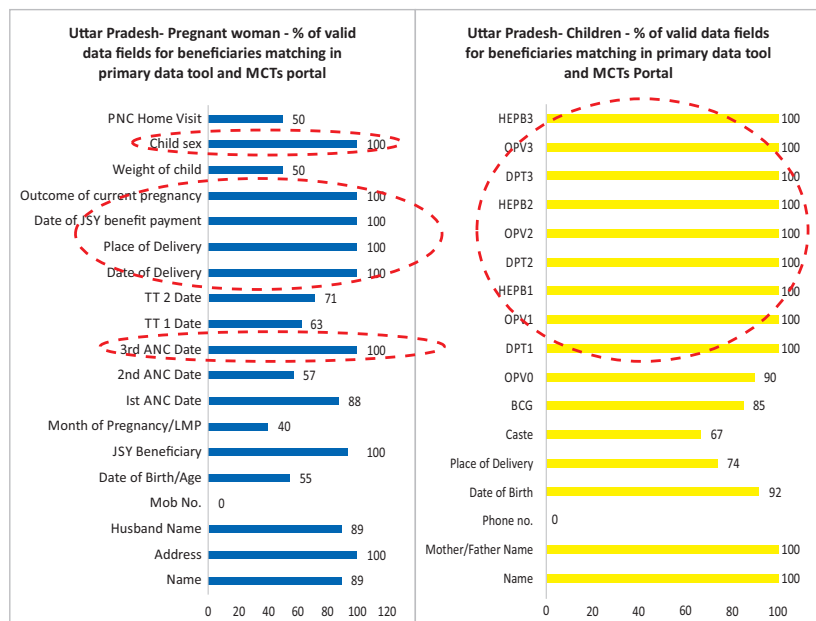 Uttar Pradesh- Pregnant woman - % of valid
data fields for beneficiaries matching in
primary data tool and MCTs portal
PNC Home Visit 50
Child sex 100
Weight of child 50
Outcome of current pregnancy 100
Date of JSY benefit payment 100
Place of Delivery 100
Date of Delivery 100
TT 2 Date 71
TT 1 Date 63
3rd ANC Date 100
2nd ANC Date 57
Ist ANC Date 88
Month of Pregnancy/LMP 40
JSY Beneficiary 100
Date of Birth/Age 55
Mob No. 0
Husband Name 89
Address 100
Name 89
0 20 40 60 80 100 120
Uttar Pradesh- Children - % of valid data fields
for beneficiaries matching in primary data tool
and MCTs Portal
HEPB3 100
OPV3 100
DPT3 100
HEPB2 100
OPV2 100
DPT2 100
HEPB1 100
OPV1 100
DPT1 100
OPV0 90
BCG 85
Caste 67
Place of Delivery 74
Date of Birth 92
Phone no. 0
Mother/Father Name 100
Name 100
0 20 40 60 80 100